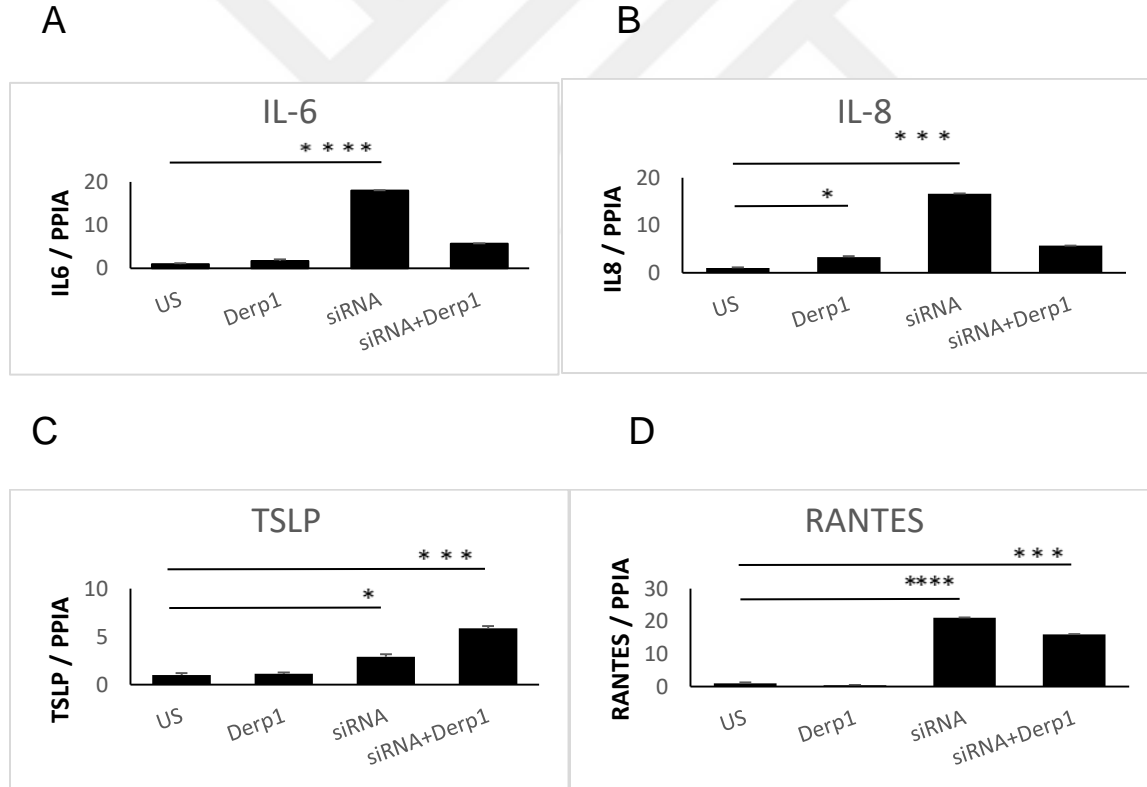 A
IL-6
* * * *
IL6 / PPIA
20
10
0
US
Derp1
siRNA
siRNA+Derp1
B
IL-8
* * *
*
IL8 / PPIA
20
10
0
US
Derp1
siRNA
siRNA+Derp1
C
TSLP
* * *
*
TSLP / PPIA
10
5
0
US
Derp1
siRNA
siRNA+Derp1
D
RANTES
* * *
****
RANTES / PPIA
30
20
10
0
US
Derp1
siRNA
siRNA+Derp1